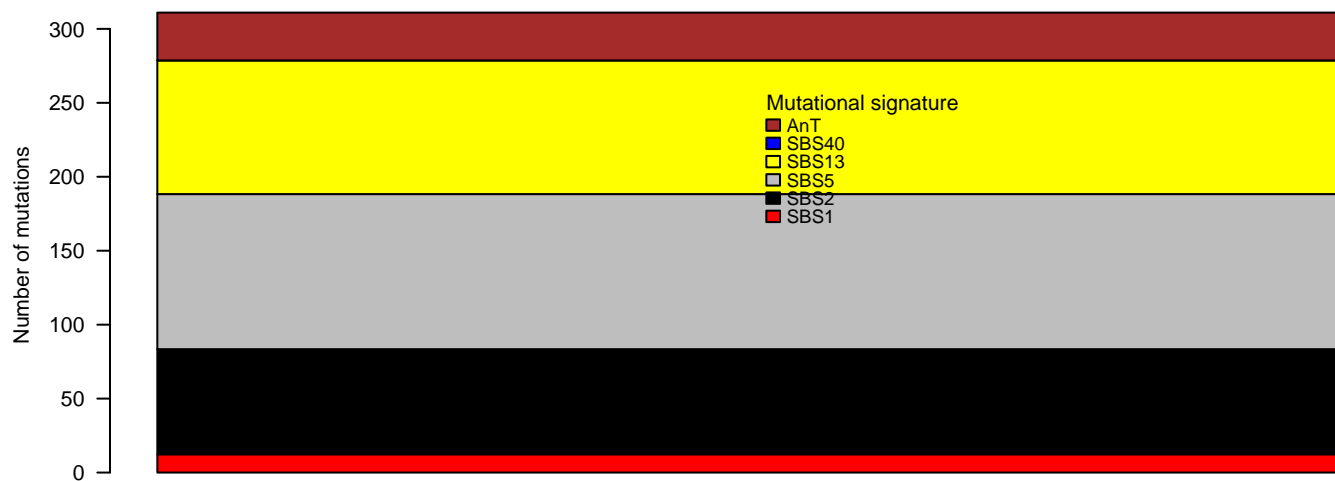 Number of mutations
300
250
200
150
100
50
0
Mutational signature
AnT
SBS40
SBS13
SBS5
SBS2
SBS1